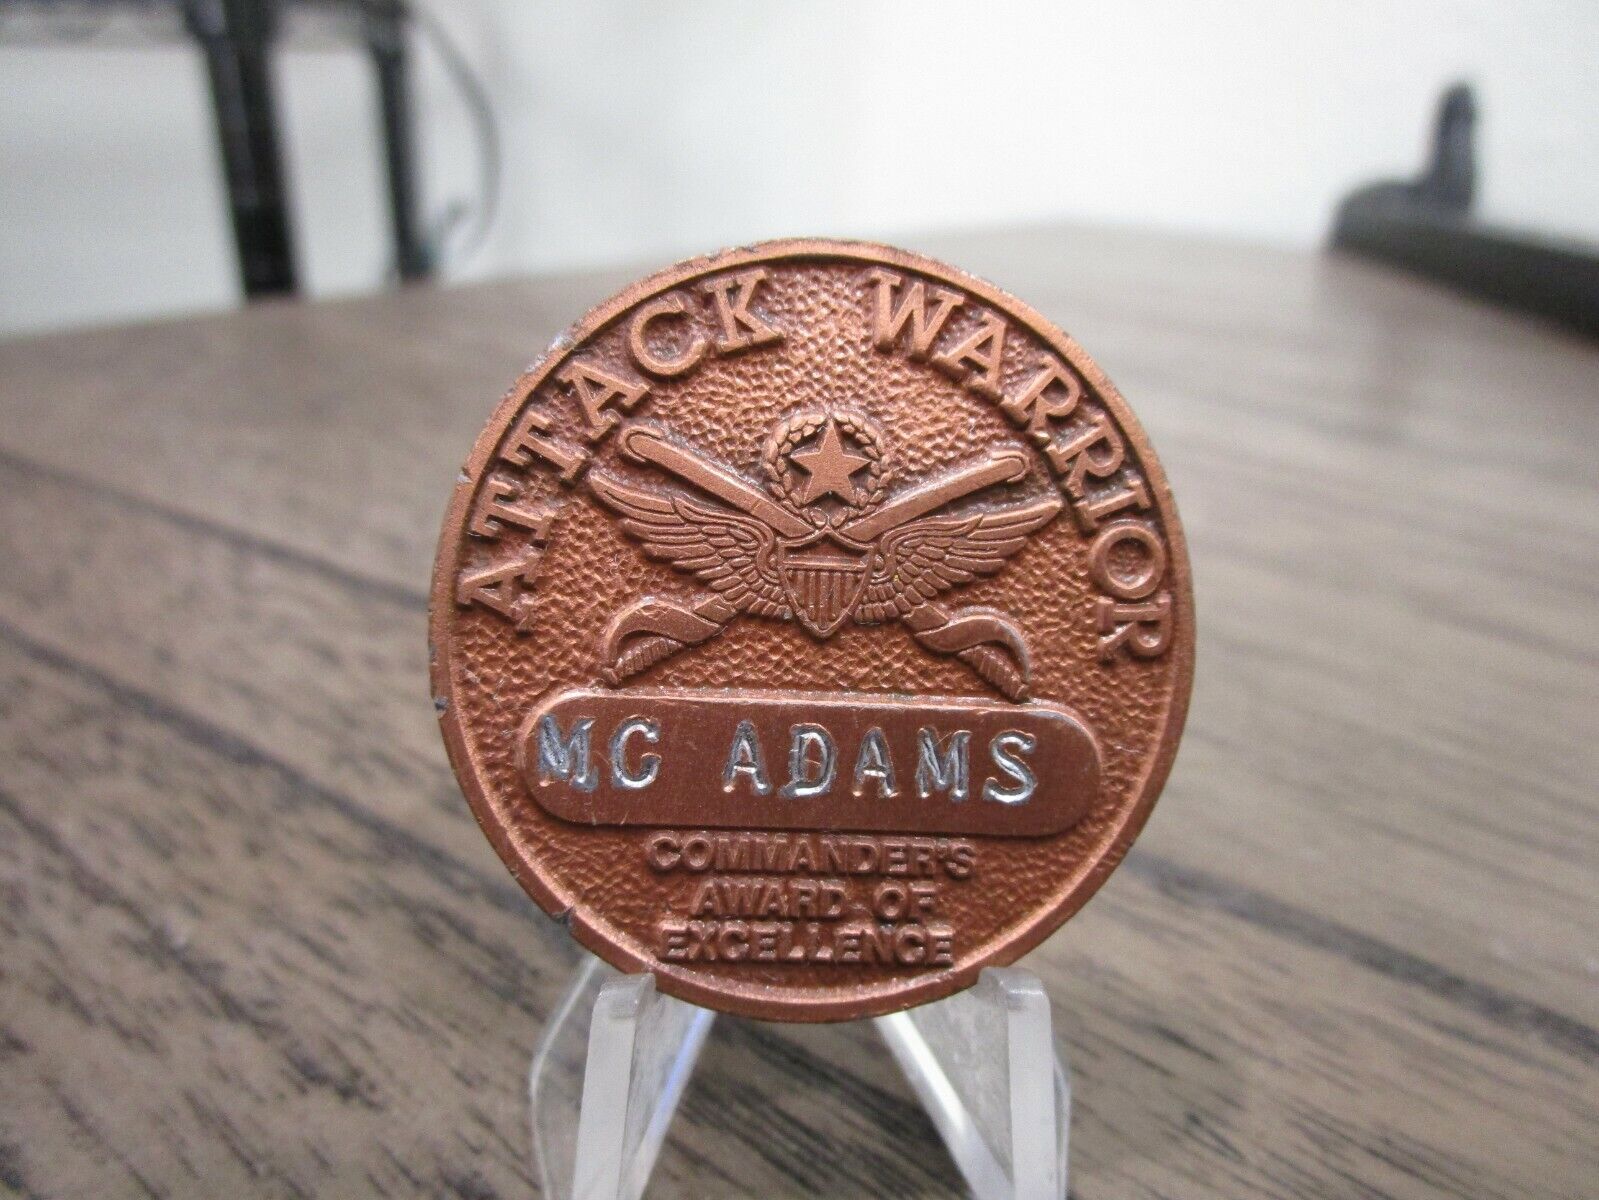 ATTACK WARRIOR
MC ADAMS
COMMANDER'S
AWARD OF
EXCELLENCE